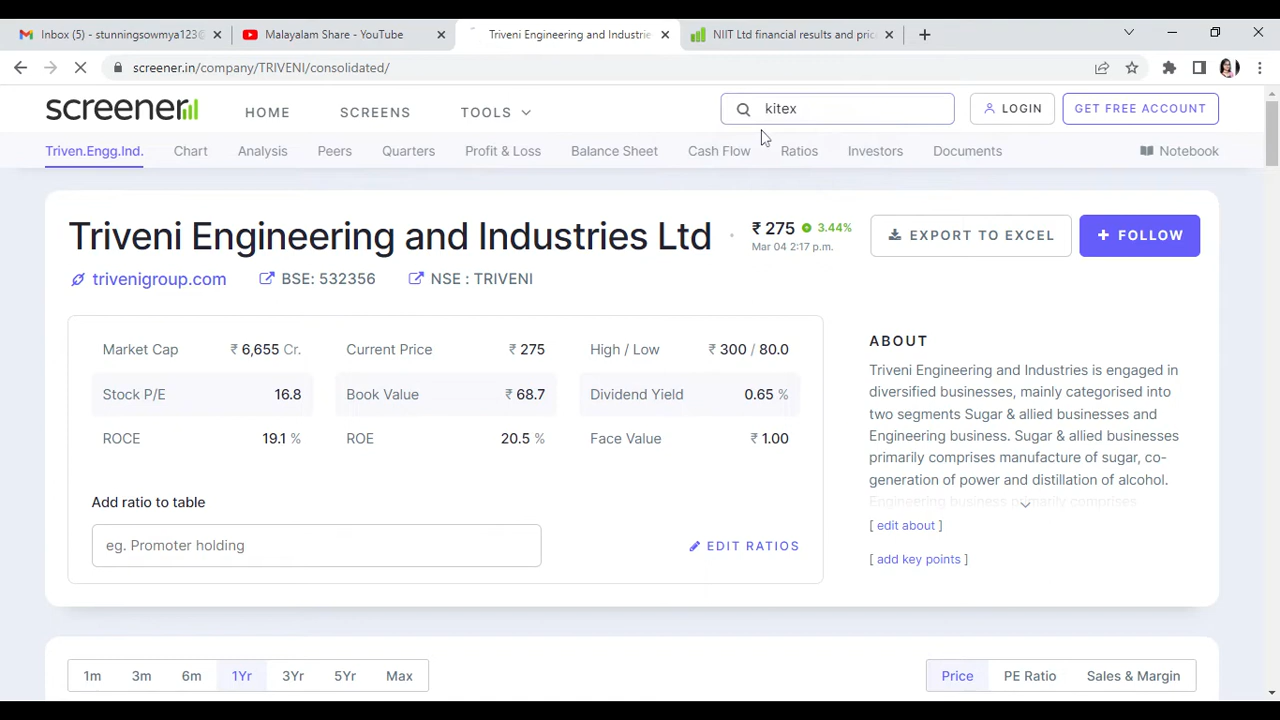 Inbox (5) - stunningsowmya123@
Malayalam Share - YouTube
Triveni Engineering and Industrie
NIIT Ltd financial results and pric
screener.in/company/TRIVENI/consolidated/
screener
HOME
SCREENS
TOOLS
kitex
LOGIN
GET FREE ACCOUNT
Triven.Engg.Ind.
Chart
Analysis
Peers
Quarters
Profit & Loss
Balance Sheet
Cash Flow
Ratios
Investors
Documents
Notebook
Triveni Engineering and Industries Ltd
₹ 275 3.44%
Mar 04 2:17 p.m.
EXPORT TO EXCEL
+ FOLLOW
trivenigroup.com
BSE: 532356
NSE : TRIVENI
Market Cap ₹ 6,655 Cr.
Current Price ₹ 275
High / Low ₹ 300 / 80.0
Stock P/E 16.8
Book Value ₹ 68.7
Dividend Yield 0.65 %
ROCE 19.1 %
ROE 20.5 %
Face Value ₹ 1.00
Add ratio to table
eg. Promoter holding
EDIT RATIOS
ABOUT
Triveni Engineering and Industries is engaged in
diversified businesses, mainly categorised into
two segments Sugar & allied businesses and
Engineering business. Sugar & allied businesses
primarily comprises manufacture of sugar, co-
generation of power and distillation of alcohol.
Engineering business primarily comprises
[ edit about ]
[ add key points ]
1m
3m
6m
1Yr
3Yr
5Yr
Max
Price
PE Ratio
Sales & Margin